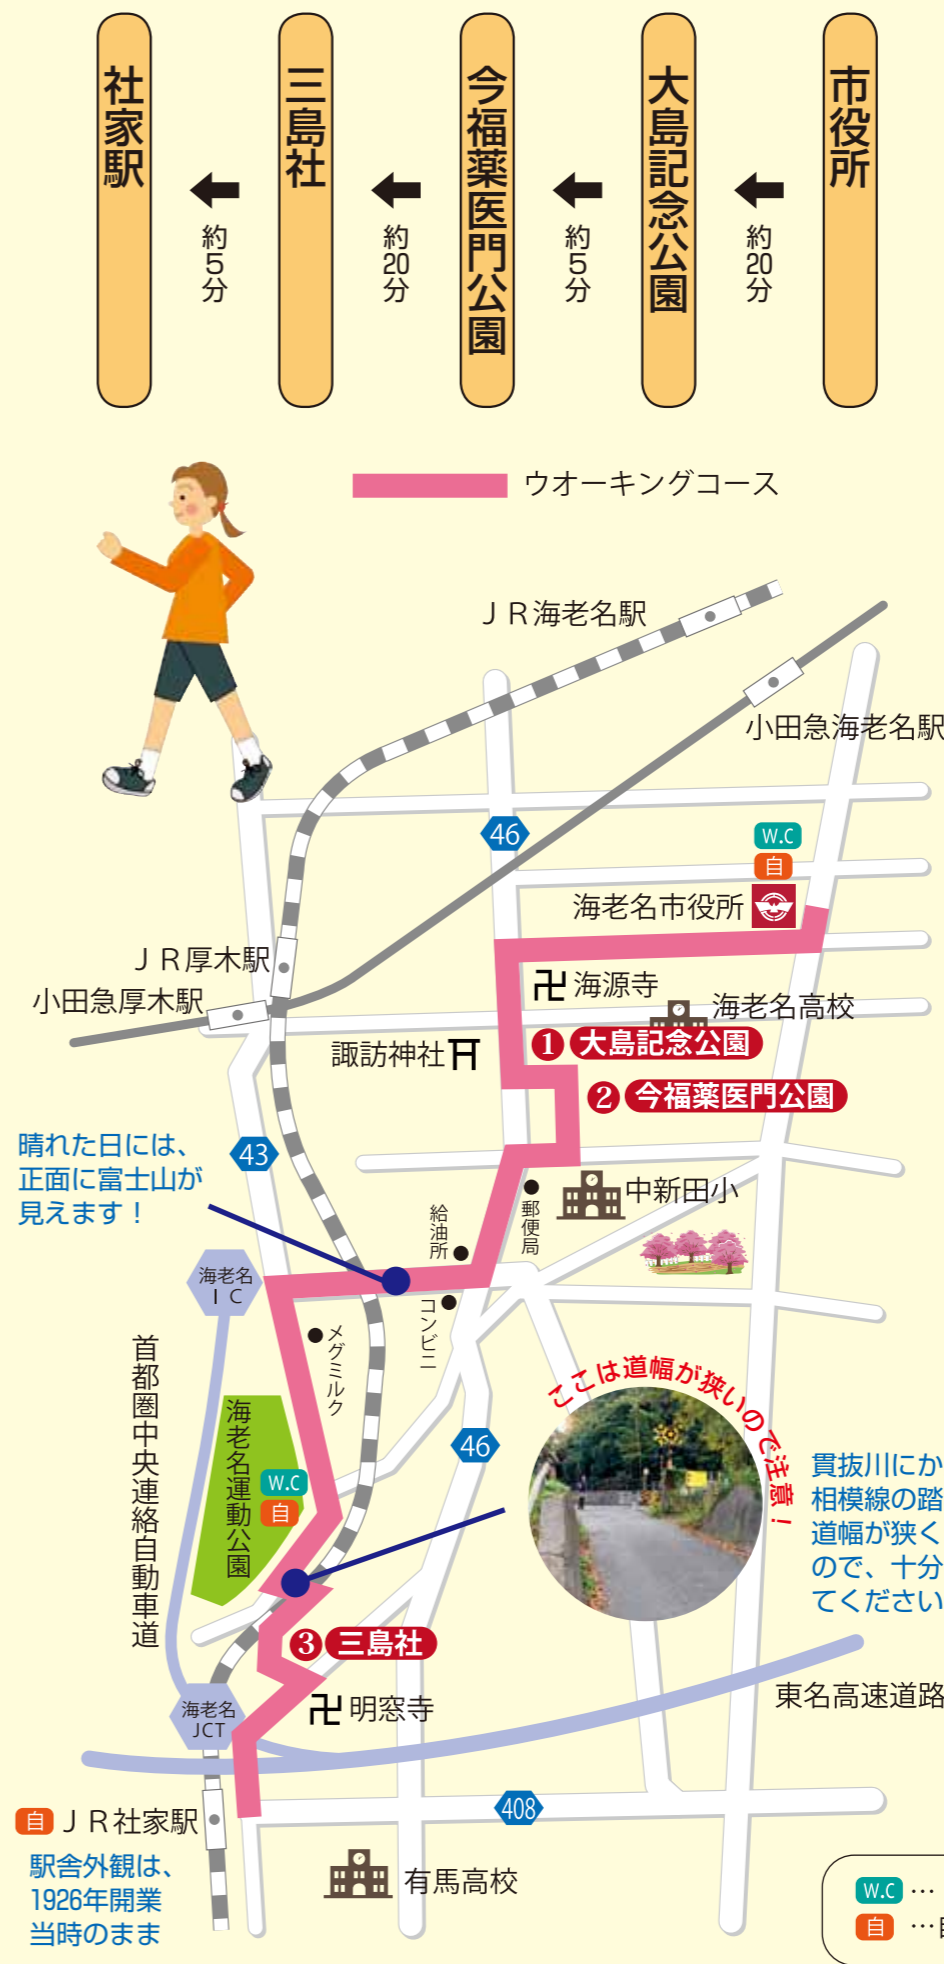 市役所
約20分
大島記念公園
約5分
今福薬医門公園
約20分
三島社
約5分
社家駅
ウオーキングコース
ＪＲ海老名駅
小田急海老名駅
46
W.C
自
海老名市役所
ＪＲ厚木駅
小田急厚木駅
海源寺
海老名高校
諏訪神社
❶ 大島記念公園
❷ 今福薬医門公園
晴れた日には、
正面に富士山が
見えます！
43
中新田小
郵便局
給油所
コンビニ
海老名
ＩＣ
メグミルク
首都圏中央連絡自動車道
海老名運動公園
W.C
自
46
ここは道幅が狭いので注意！
貫抜川にか
相模線の踏
道幅が狭く
ので、十分
てください
❸ 三島社
明窓寺
海老名
JCT
東名高速道路
自 ＪＲ社家駅
408
駅舎外観は、
1926年開業
当時のまま
有馬高校
W.C …
自 …